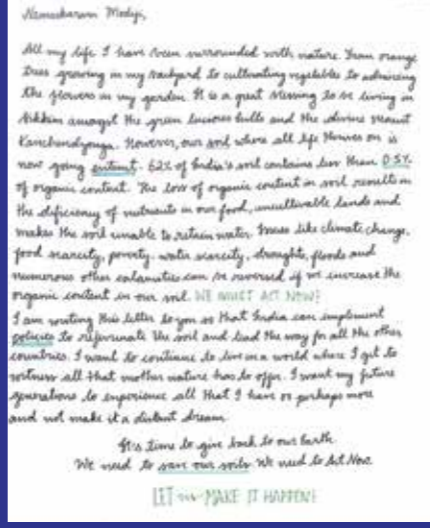 Namaskaram Modiji,
All my life I have been surrounded with nature. From orange
trees growing in my backyard to cultivating vegetables to admiring
the flowers in my garden. It is a great blessing to be living in
Sikkim amongst the green luscious hills and the divine mount
Kanchendzonga. However, our soil where all life thrives on is
now going extinct. 62% of India's soil contains less than 0.5%
of organic content. The loss of organic content in soil results in
the deficiency of nutrients in our food, uncultivable lands and
makes the soil unable to retain water. Issues like climate change,
food scarcity, poverty, water scarcity, draughts, floods and
numerous other calamities can be reversed if we increase the
organic content in our soil. WE MUST ACT NOW!
I am writing this letter to you so that India can implement
policies to rejuvenate the soil and lead the way for all the other
countries. I want to continue to live in a world where I get to
witness all that mother nature has to offer. I want my future
generations to experience all that I have or perhaps more
and not make it a distant dream.
It's time to give back to our Earth.
We need to save our soils. We need to Act Now.
LET us MAKE IT HAPPEN!